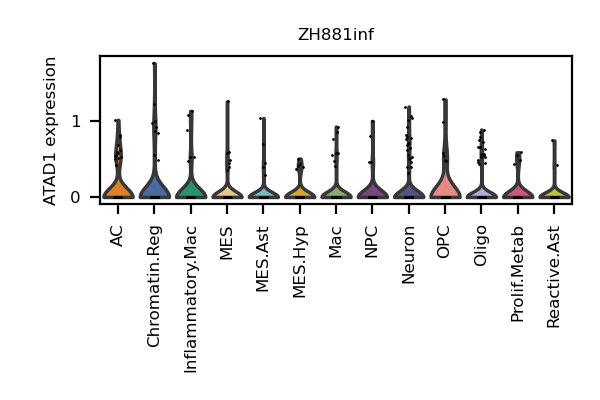 ZH881inf
ATAD1 expression
1
0
AC
Chromatin.Reg
Inflammatory.Mac
MES
MES.Ast
MES.Hyp
Mac
NPC
Neuron
OPC
Oligo
Prolif.Metab
Reactive.Ast